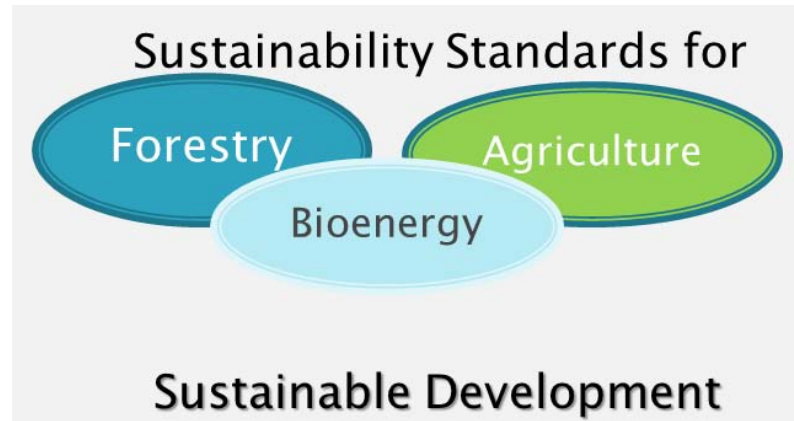 Sustainability Standards for
Forestry
Agriculture
Bioenergy
Sustainable Development